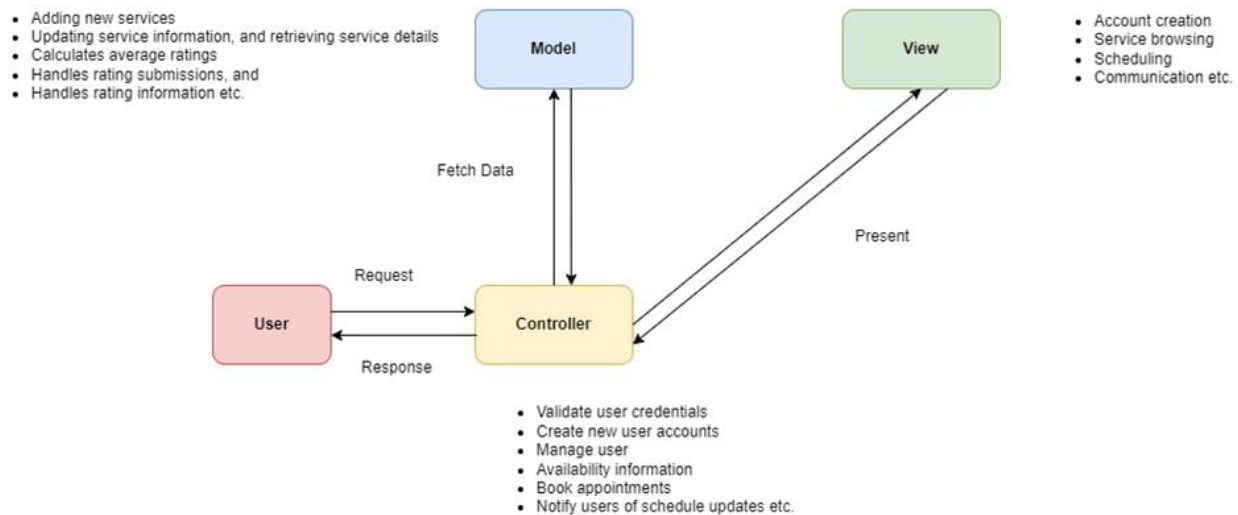 • Adding new services
• Updating service information, and retrieving service details
• Calculates average ratings
• Handles rating submissions, and
• Handles rating information etc.
Model
View
• Account creation
• Service browsing
• Scheduling
• Communication etc.
Fetch Data
Present
Request
User
Controller
Response
• Validate user credentials
• Create new user accounts
• Manage user
• Availability information
• Book appointments
• Notify users of schedule updates etc.